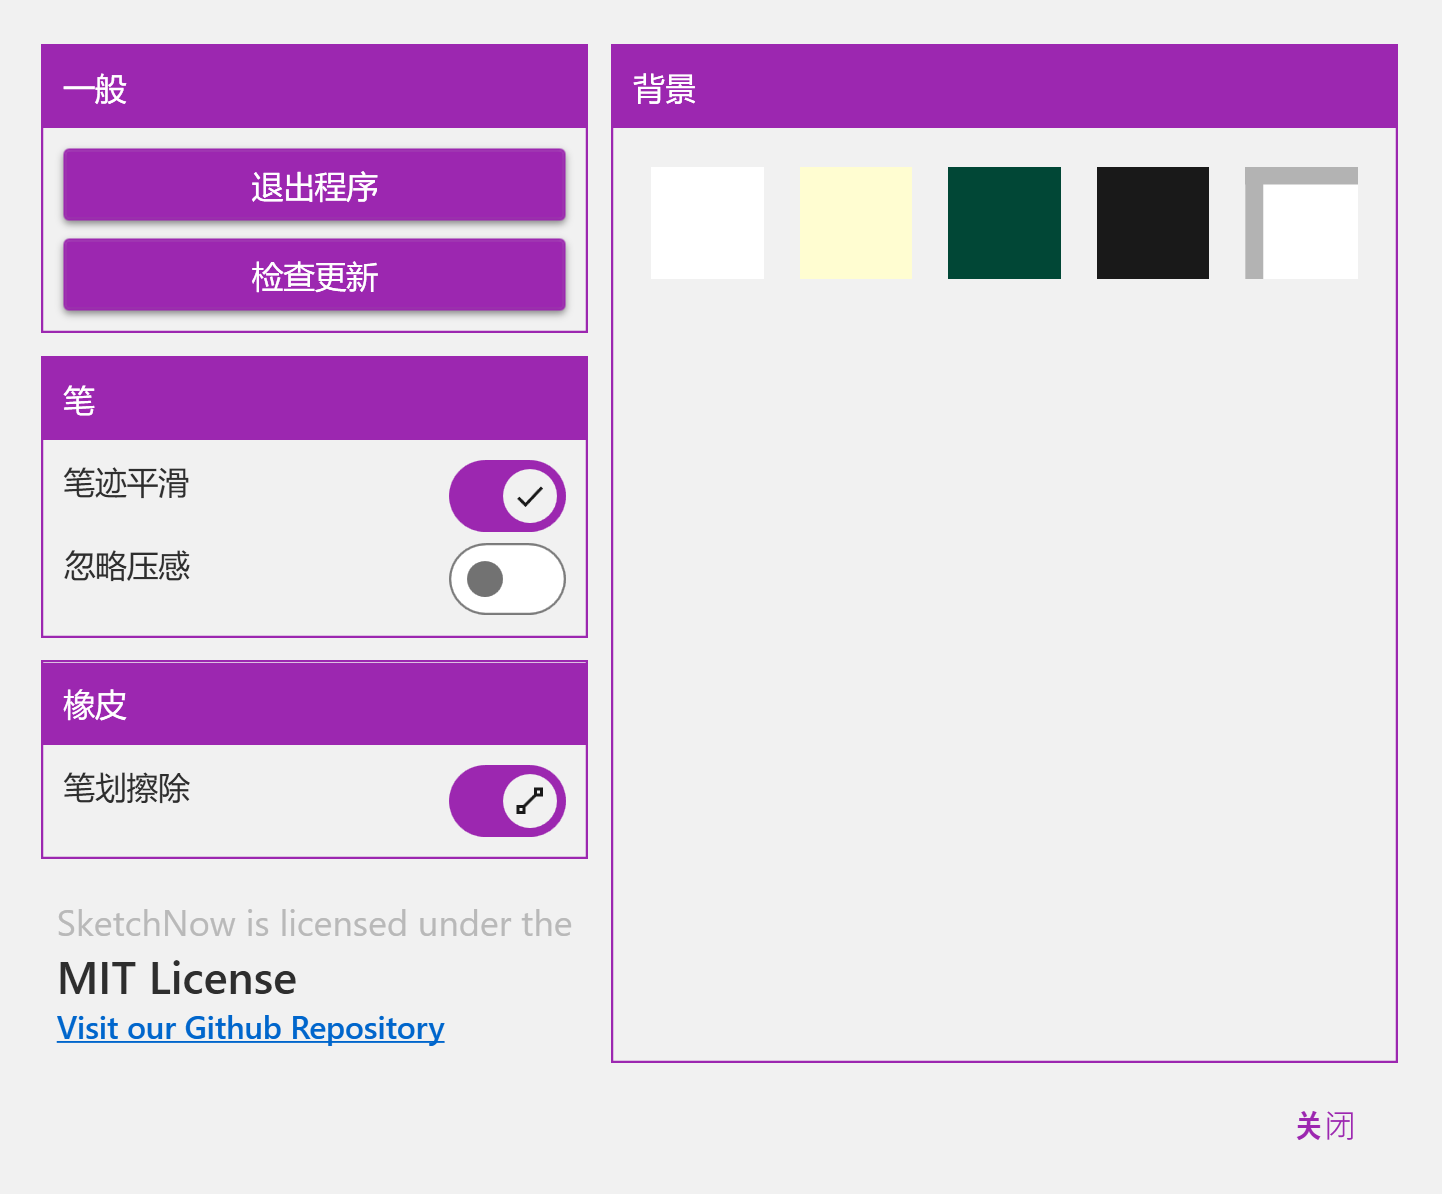 一般
退出程序
检查更新
笔
笔迹平滑
忽略压感
橡皮
笔划擦除
SketchNow is licensed under the
MIT License
Visit our Github Repository
背景
关闭